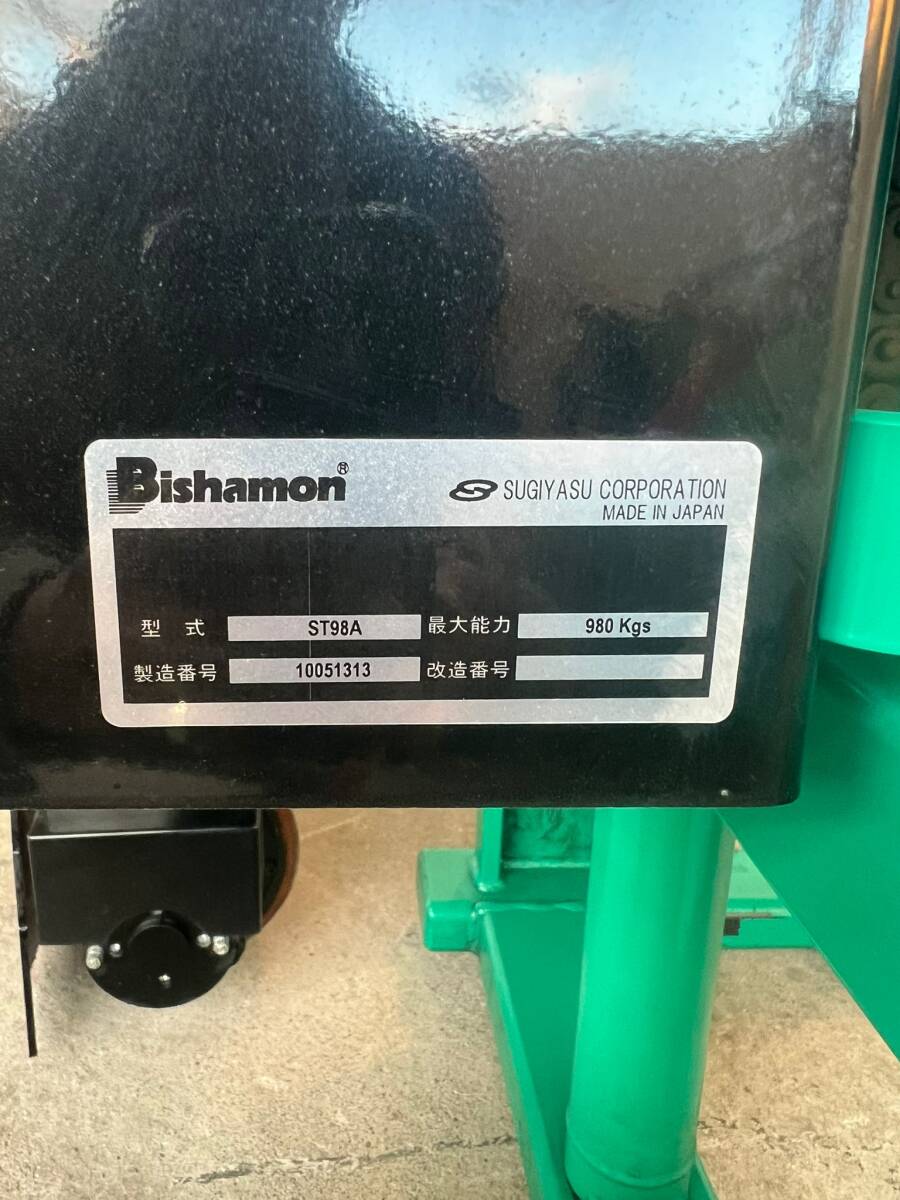 Bishamon®
SUGIYASU CORPORATION
MADE IN JAPAN
型 式 ST98A 最大能力 980 Kgs
製造番号 10051313 改造番号